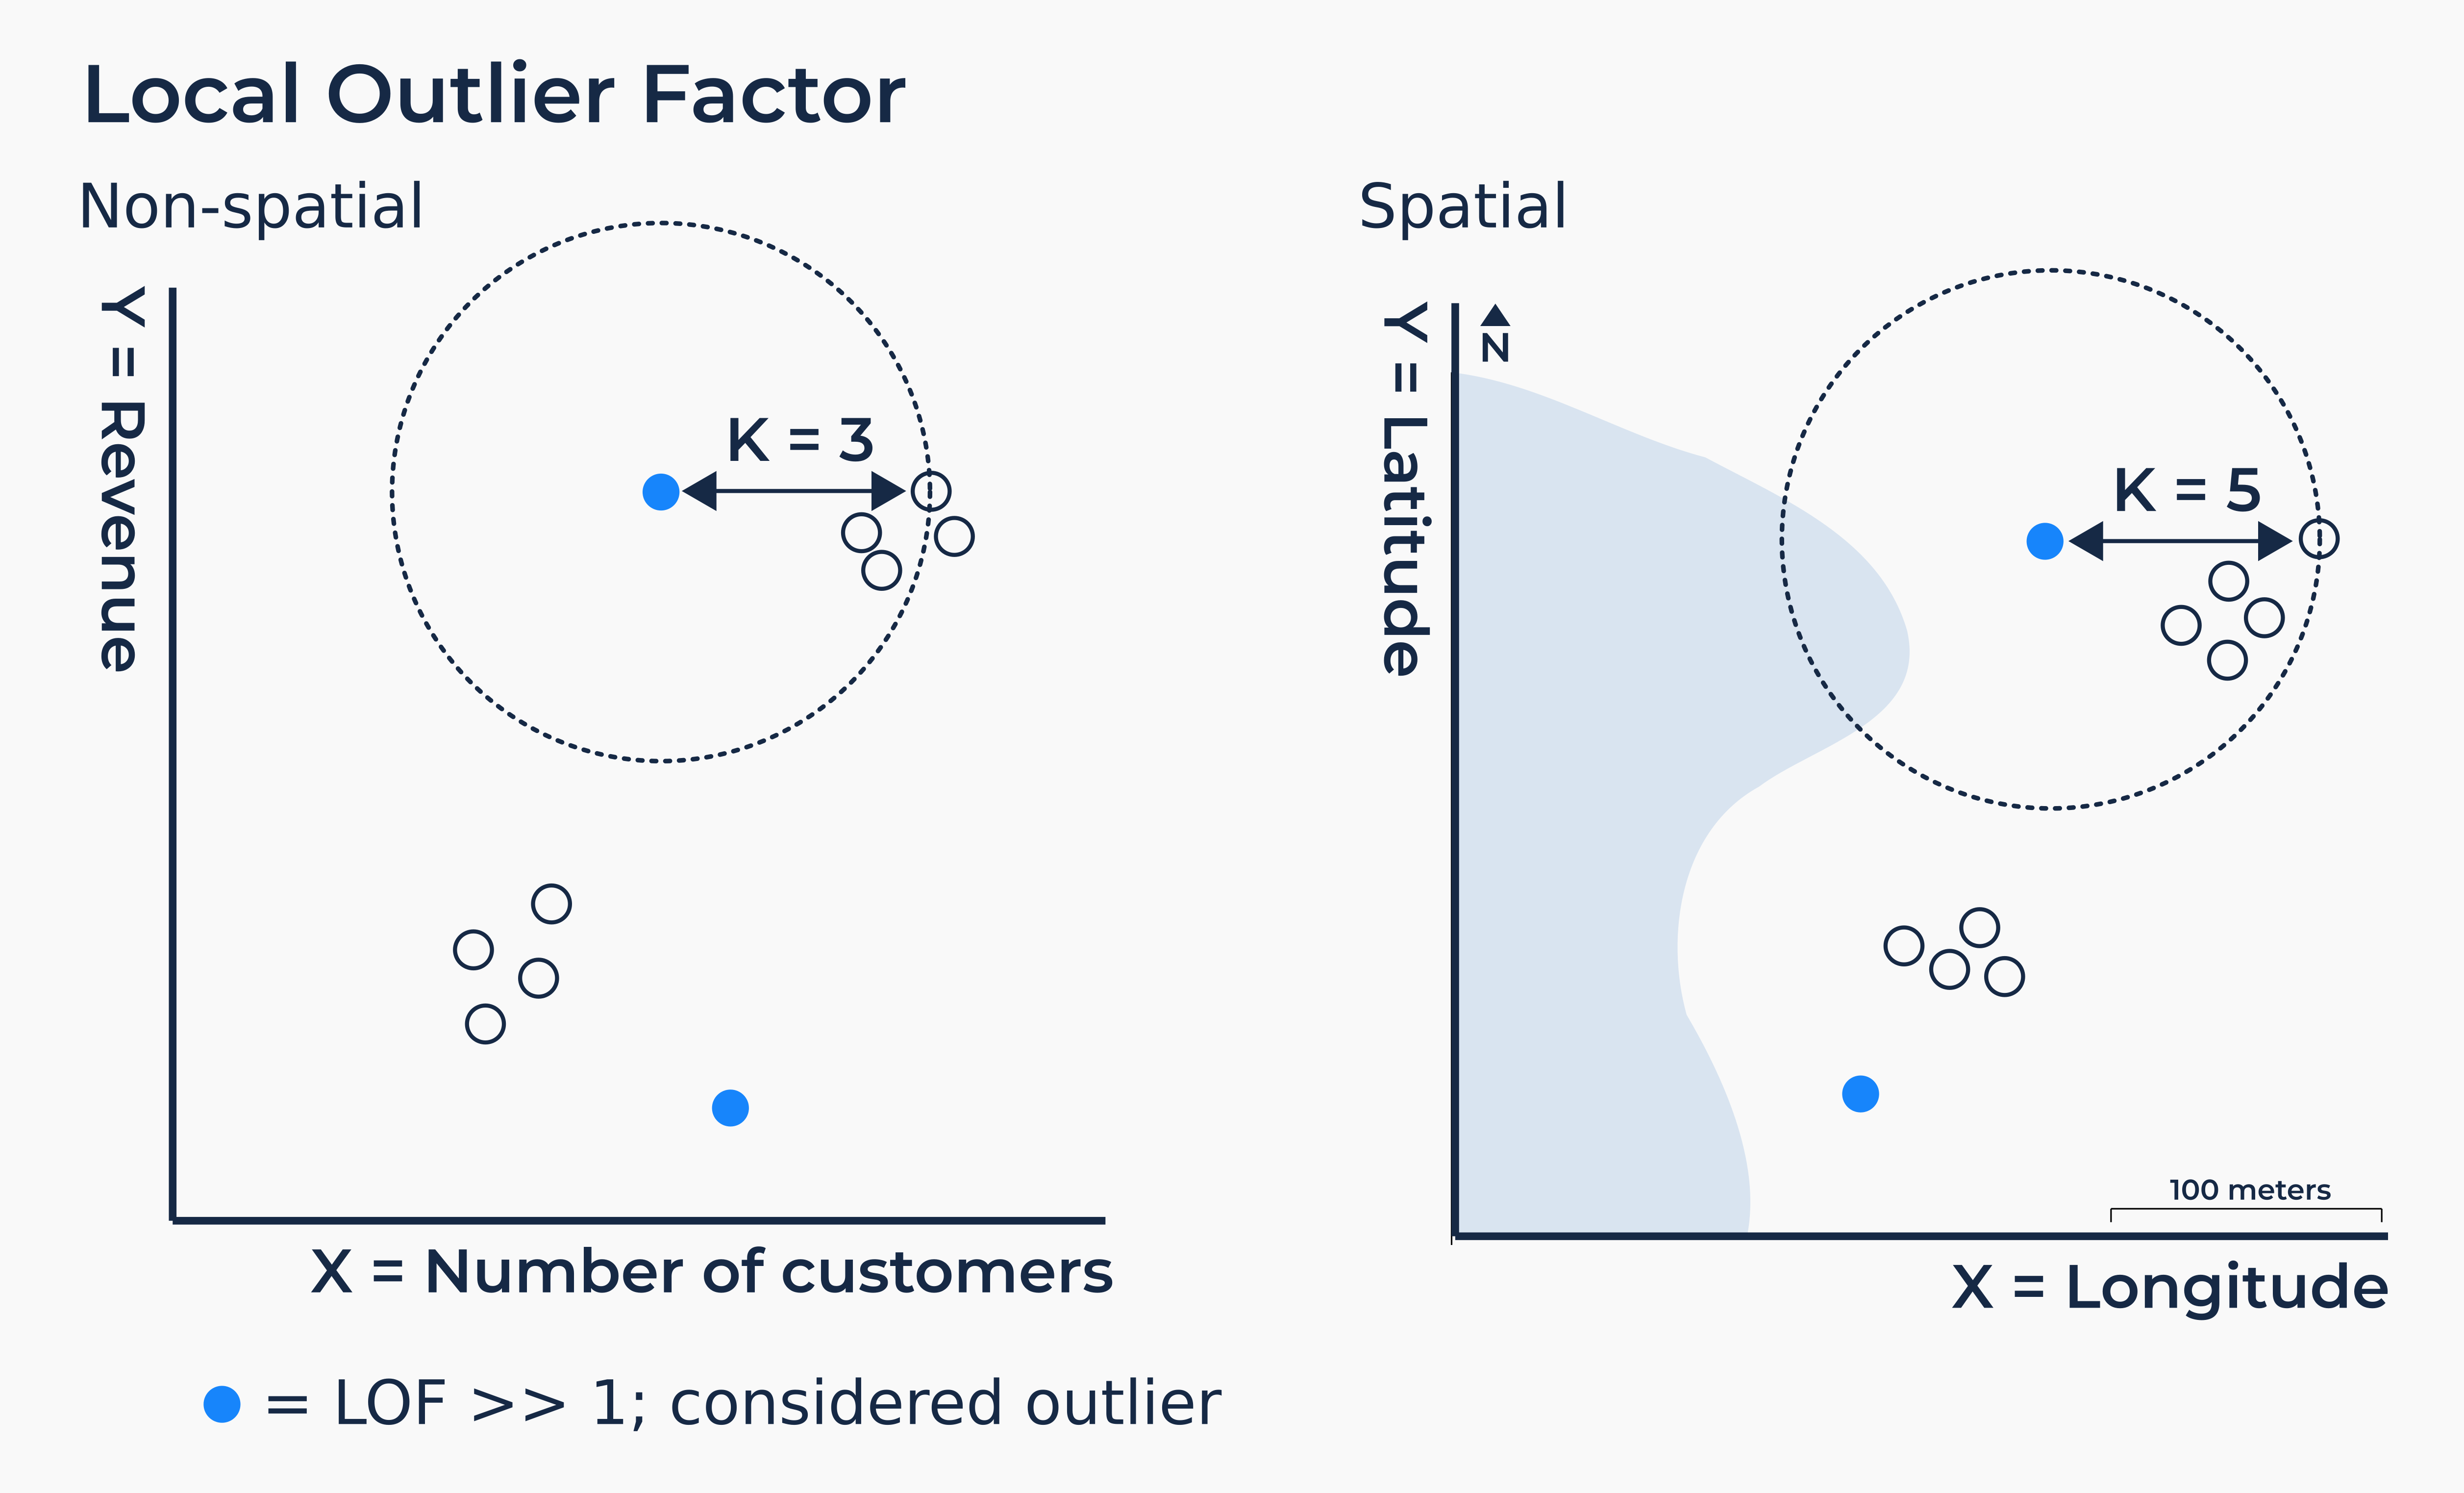 Local Outlier Factor
Non-spatial
Y = Revenue
K = 3
X = Number of customers
Spatial
N
Y = Latitude
K = 5
100 meters
X = Longitude
= LOF >> 1; considered outlier